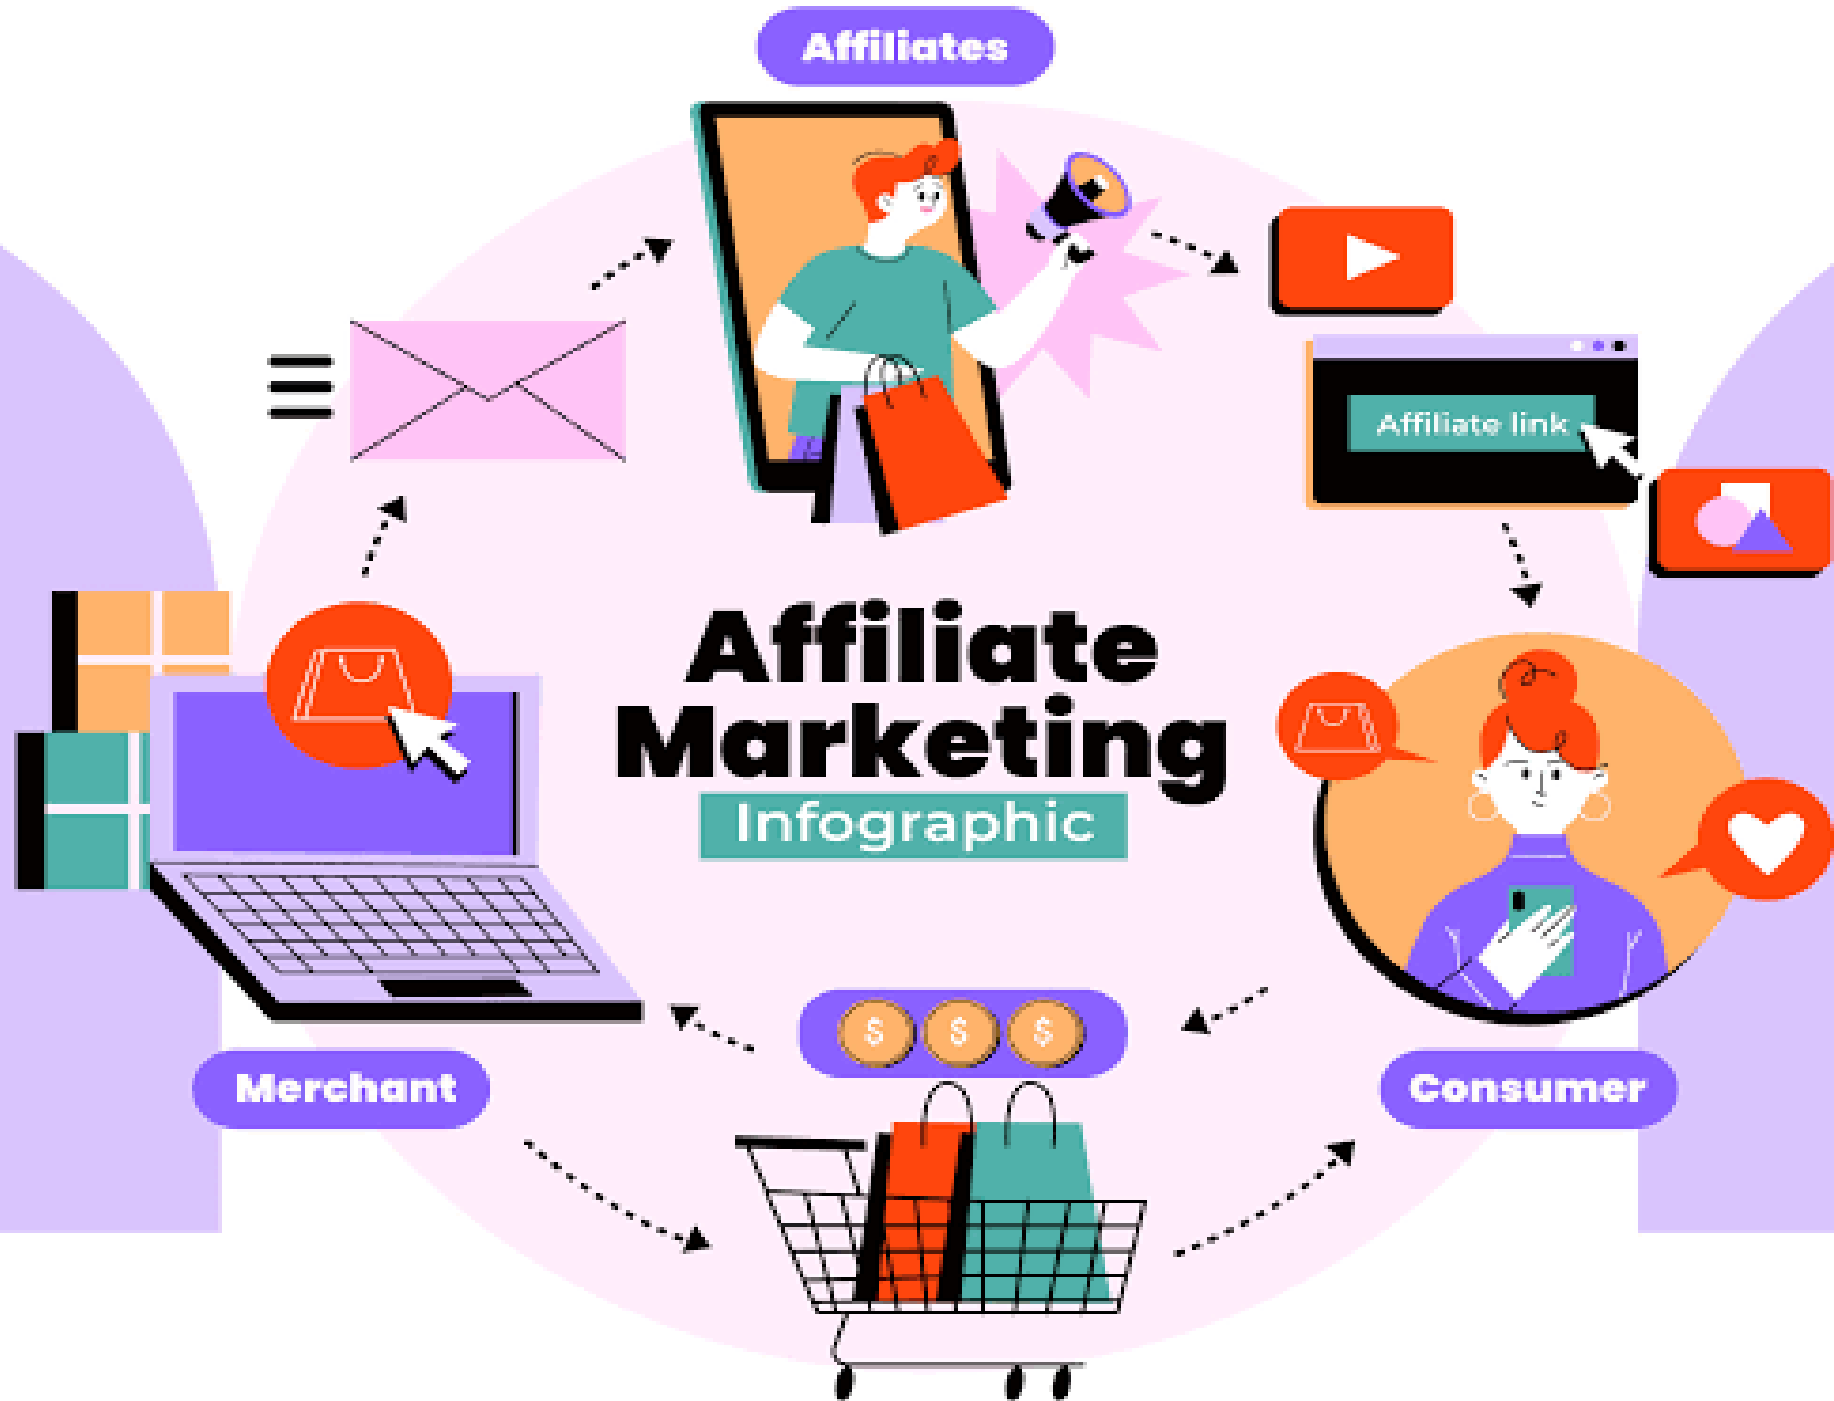 Affiliates
Affiliate link
Affiliate
Marketing
Infographic
$ $ $
Merchant
Consumer